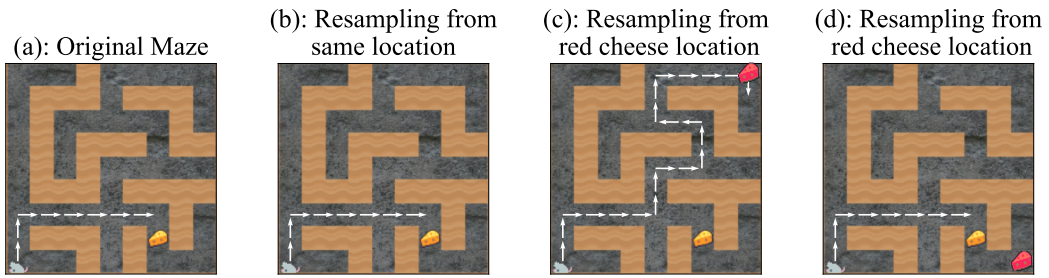 (a): Original Maze
(b): Resampling from
same location
(c): Resampling from
red cheese location
(d): Resampling from
red cheese location